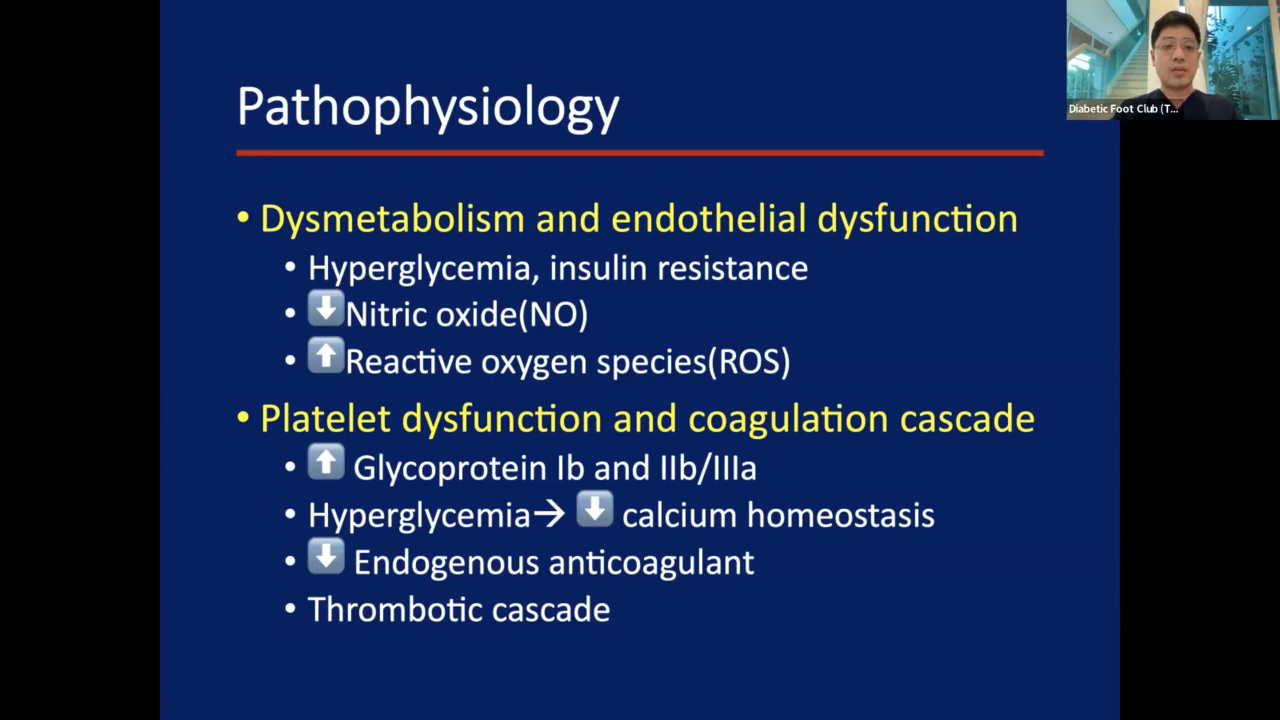 Pathophysiology
• Dysmetabolism and endothelial dysfunction
• Hyperglycemia, insulin resistance
• ⬇Nitric oxide(NO)
• ⬆Reactive oxygen species(ROS)
• Platelet dysfunction and coagulation cascade
• ⬆ Glycoprotein Ib and IIb/IIIa
• Hyperglycemia→ ⬇ calcium homeostasis
• ⬇ Endogenous anticoagulant
• Thrombotic cascade
Diabetic Foot Club (T...